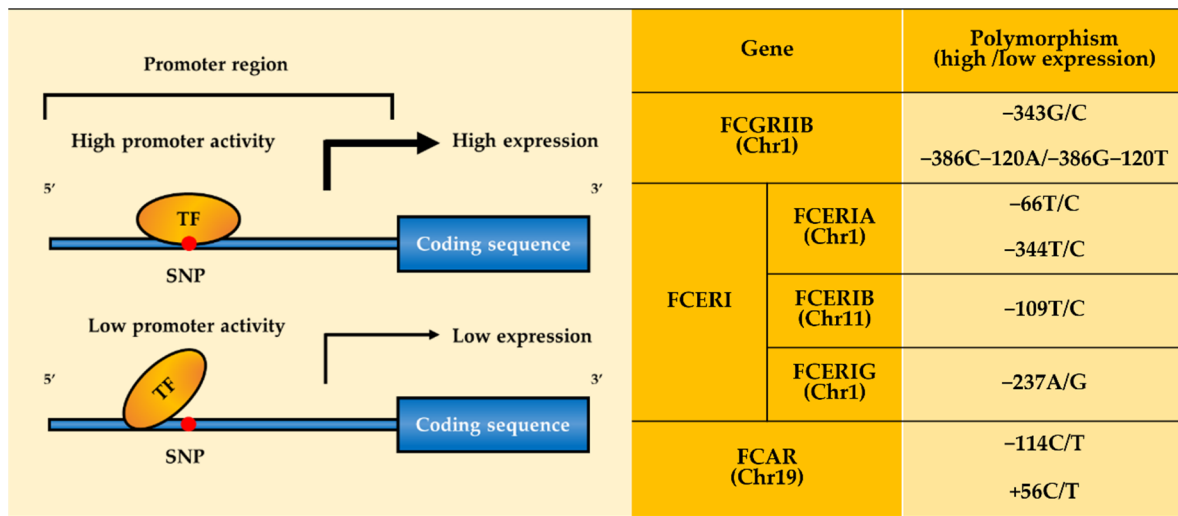 Promoter region
High promoter activity
High expression
5′
3′
TF
Coding sequence
SNP
Low promoter activity
Low expression
5′
3′
TF
Coding sequence
SNP
Gene
Polymorphism
(high /low expression)
FCGRIIB
(Chr1)
−343G/C
−386C−120A/−386G−120T
FCERI
FCERIA
(Chr1)
−66T/C
−344T/C
FCERIB
(Chr11)
−109T/C
FCERIG
(Chr1)
−237A/G
FCAR
(Chr19)
−114C/T
+56C/T